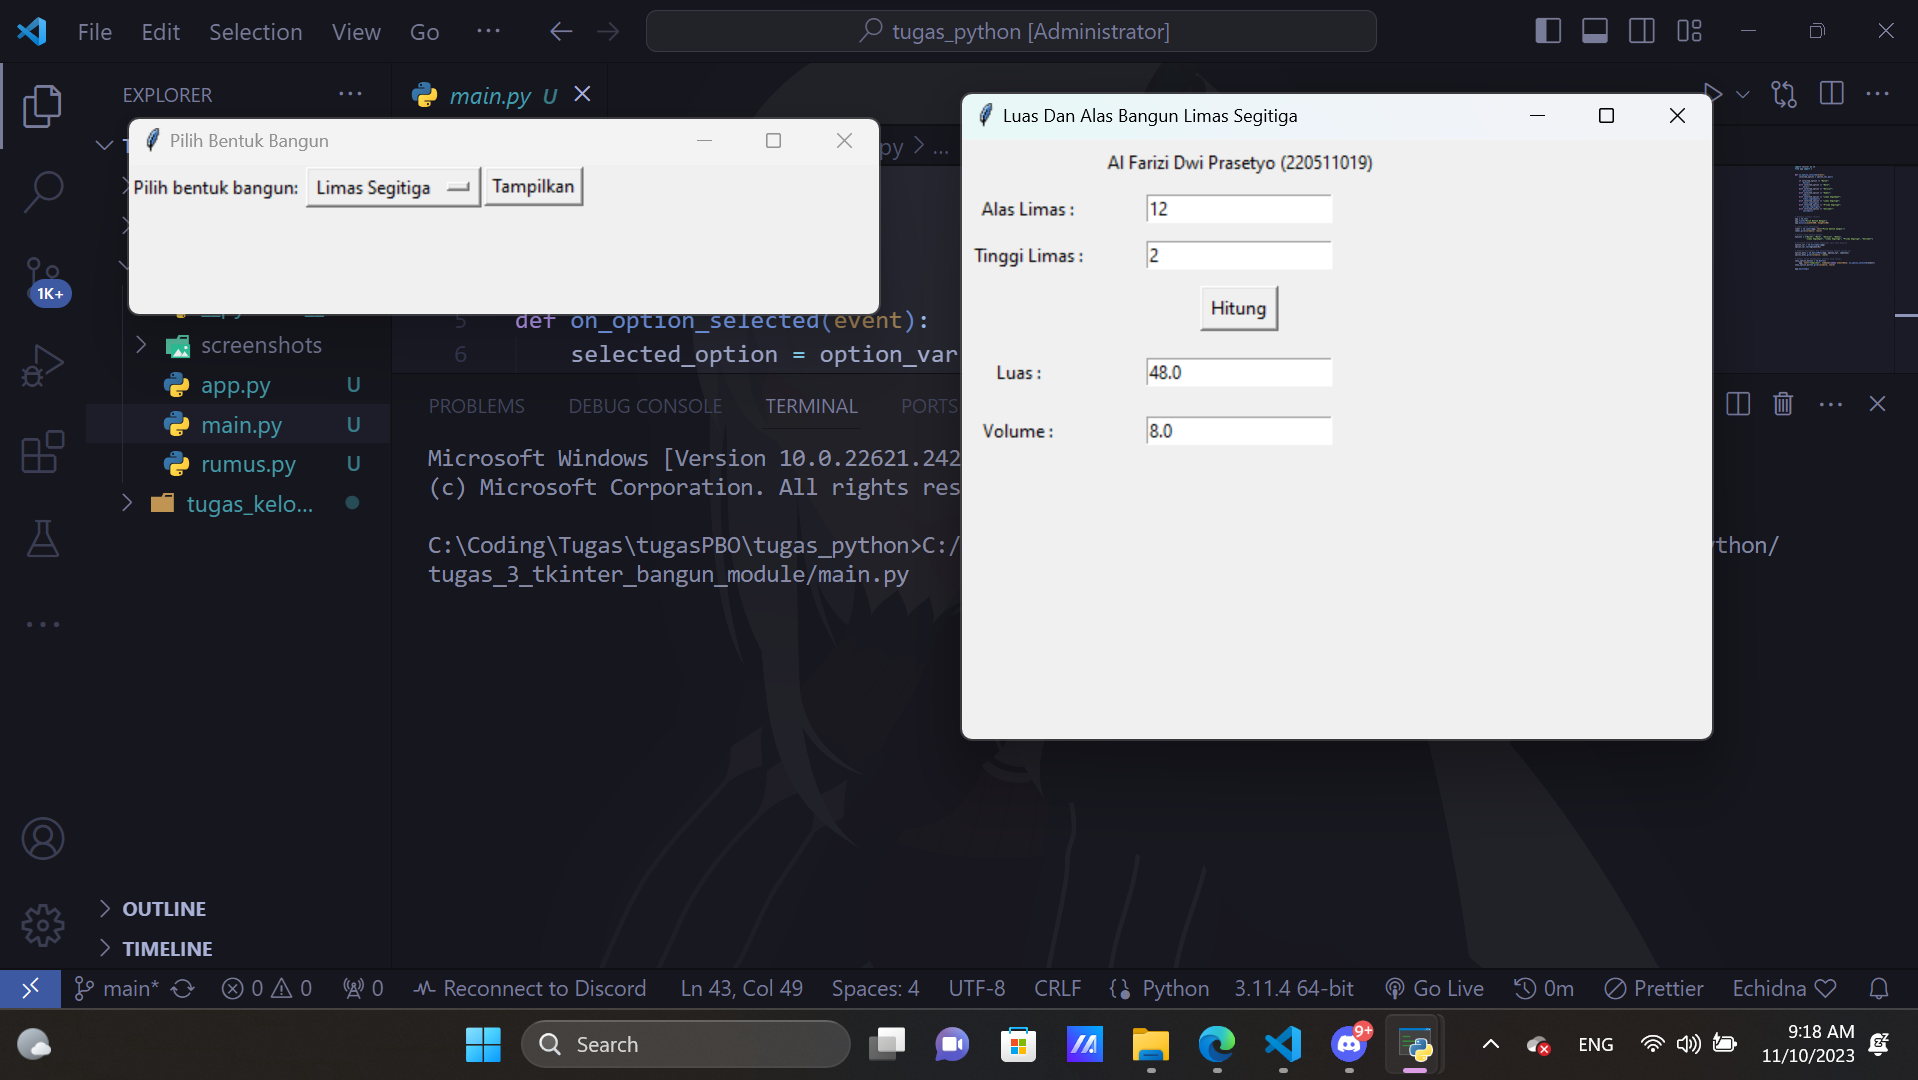 File Edit Selection View Go ... tugas_python [Administrator]
EXPLORER ... main.py U
Pilih Bentuk Bangun
Pilih bentuk bangun: Limas Segitiga Tampilkan
Luas Dan Alas Bangun Limas Segitiga
Al Farizi Dwi Prasetyo (220511019)
Alas Limas : 12
Tinggi Limas : 2
Hitung
Luas : 48.0
Volume : 8.0
1K+
5 def on_option_selected(event):
6 selected_option = option_var
screenshots
app.py U
main.py U
rumus.py U
tugas_kelo...
PROBLEMS DEBUG CONSOLE TERMINAL PORTS
Microsoft Windows [Version 10.0.22621.242
(c) Microsoft Corporation. All rights res
C:\Coding\Tugas\tugasPBO\tugas_python>C:/ thon/
tugas_3_tkinter_bangun_module/main.py
OUTLINE
TIMELINE
main* 0 0 0 Reconnect to Discord Ln 43, Col 49 Spaces: 4 UTF-8 CRLF Python 3.11.4 64-bit Go Live 0m Prettier Echidna
Search 9+ ENG 9:18 AM
11/10/2023